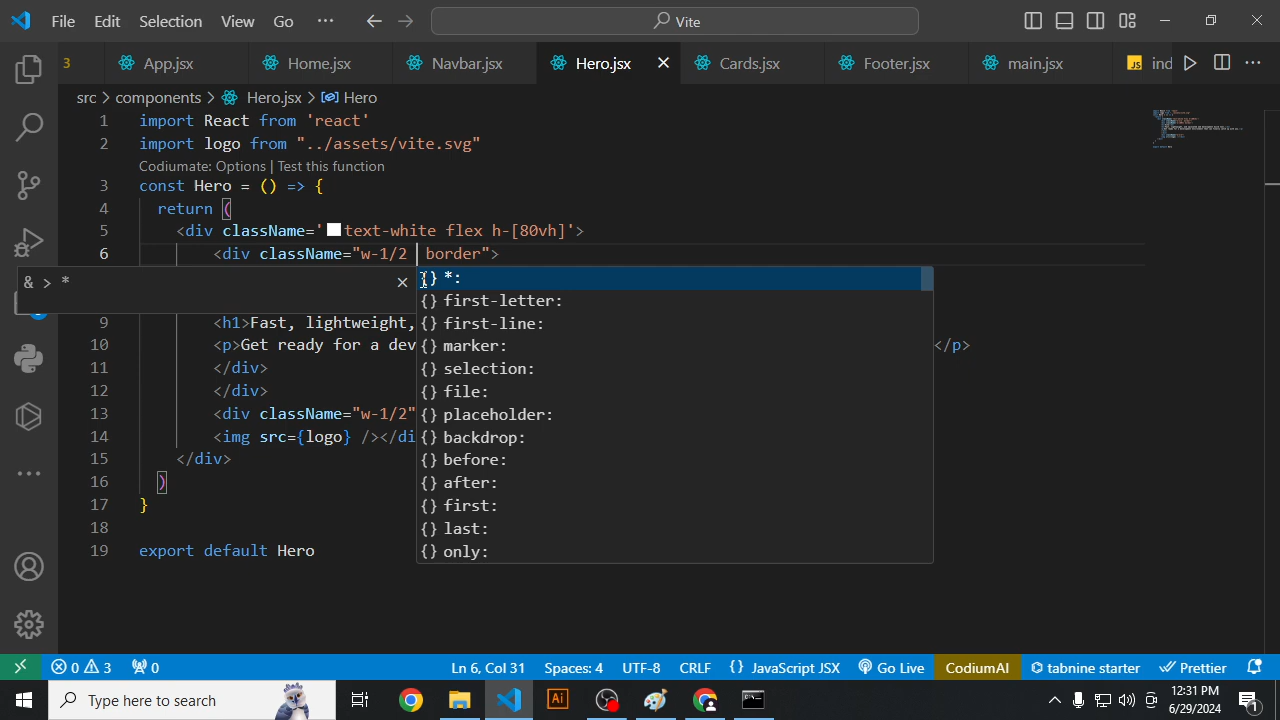 File Edit Selection View Go ··· Vite
3 App.jsx Home.jsx Navbar.jsx Hero.jsx Cards.jsx Footer.jsx main.jsx JS ind
src > components > Hero.jsx > Hero
1 import React from 'react'
2 import logo from "../assets/vite.svg"
Codiumate: Options | Test this function
3 const Hero = () => {
4 return (
5 <div className='text-white flex h-[80vh]'>
6 <div className="w-1/2 border">
& > *
{} *:
{} first-letter:
9 <h1>Fast, lightweight, {} first-line:
10 <p>Get ready for a dev {} marker: </p>
11 </div> {} selection:
12 </div> {} file:
13 <div className="w-1/2" {} placeholder:
14 <img src={logo} /></di {} backdrop:
15 </div> {} before:
16 ) {} after:
17 } {} first:
18 {} last:
19 export default Hero {} only:
0 3 0 Ln 6, Col 31 Spaces: 4 UTF-8 CRLF {} JavaScript JSX Go Live CodiumAI tabnine starter Prettier
Type here to search Ai 12:31 PM
6/29/2024 1